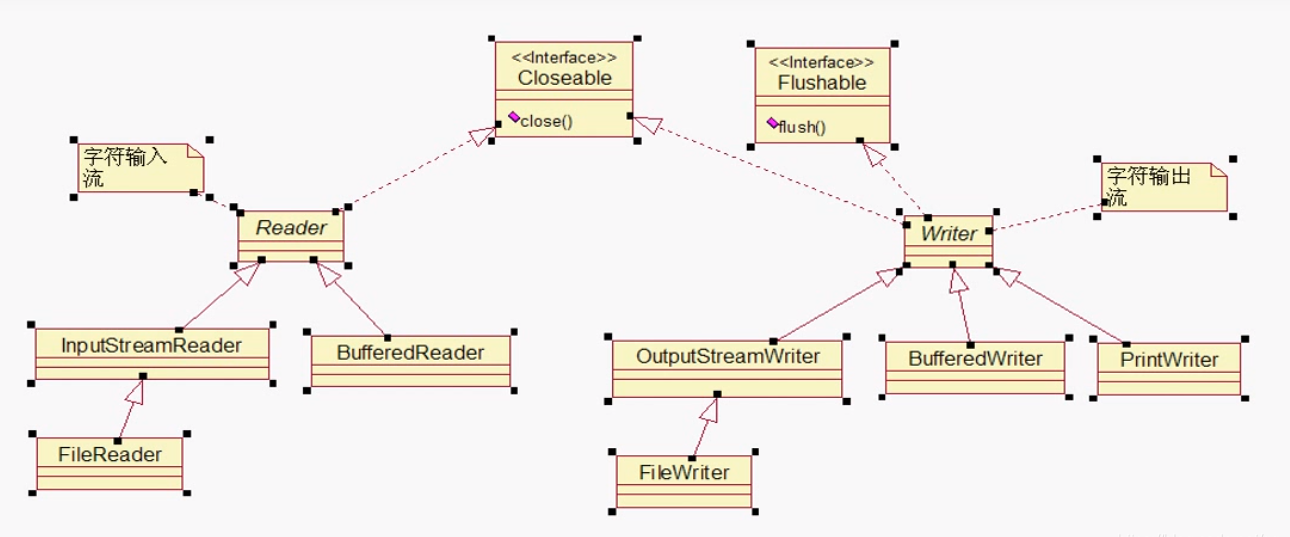 <<Interface>>
Closeable
close()
<<Interface>>
Flushable
flush()
字符输入
流
字符输出
流
Reader
Writer
InputStreamReader
BufferedReader
OutputStreamWriter
BufferedWriter
PrintWriter
FileReader
FileWriter